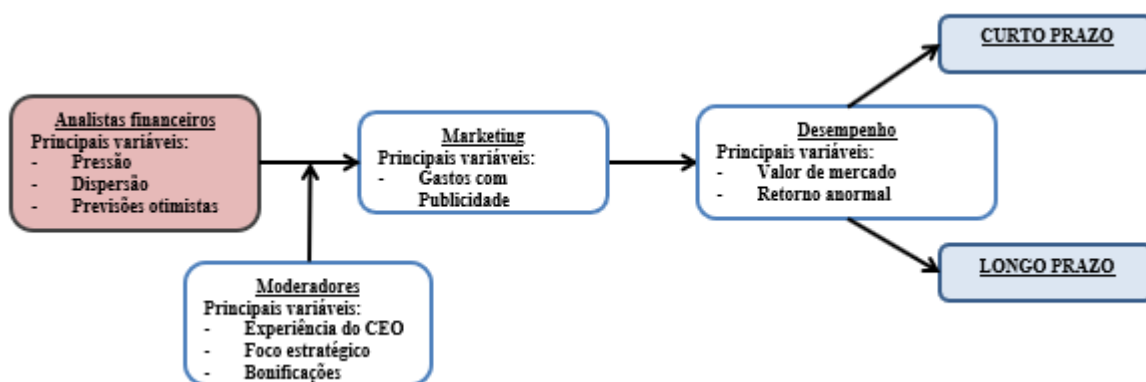 CURTO PRAZO
Analistas financeiros
Principais variáveis:
- Pressão
- Dispersão
- Previsões otimistas
Marketing
Principais variáveis:
- Gastos com
Publicidade
Desempenho
Principais variáveis:
- Valor de mercado
- Retorno anormal
LONGO PRAZO
Moderadores
Principais variáveis:
- Experiência do CEO
- Foco estratégico
- Bonificações